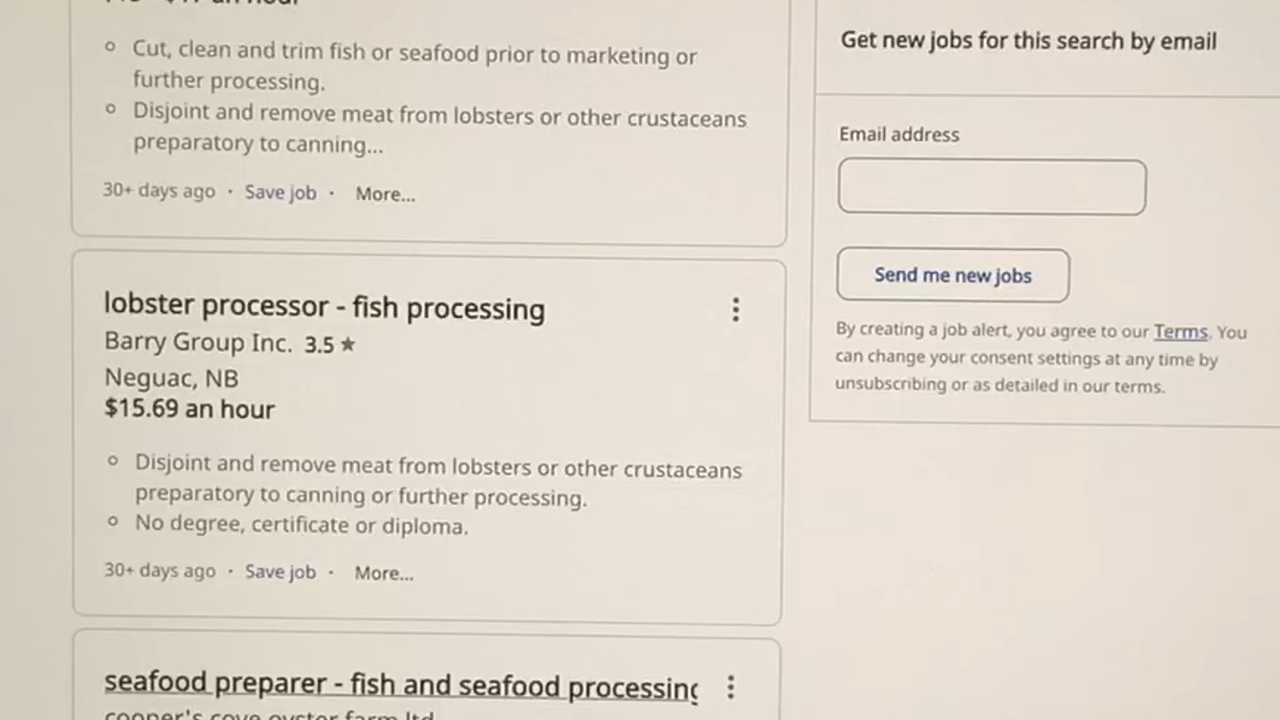 Cut, clean and trim fish or seafood prior to marketing or
further processing.
Disjoint and remove meat from lobsters or other crustaceans
preparatory to canning...
30+ days ago · Save job · More...
lobster processor - fish processing
Barry Group Inc. 3.5 ★
Neguac, NB
$15.69 an hour
Disjoint and remove meat from lobsters or other crustaceans
preparatory to canning or further processing.
No degree, certificate or diploma.
30+ days ago · Save job · More...
seafood preparer - fish and seafood processing
cooper's cove oyster farm ltd
Get new jobs for this search by email
Email address
Send me new jobs
By creating a job alert, you agree to our Terms. You
can change your consent settings at any time by
unsubscribing or as detailed in our terms.